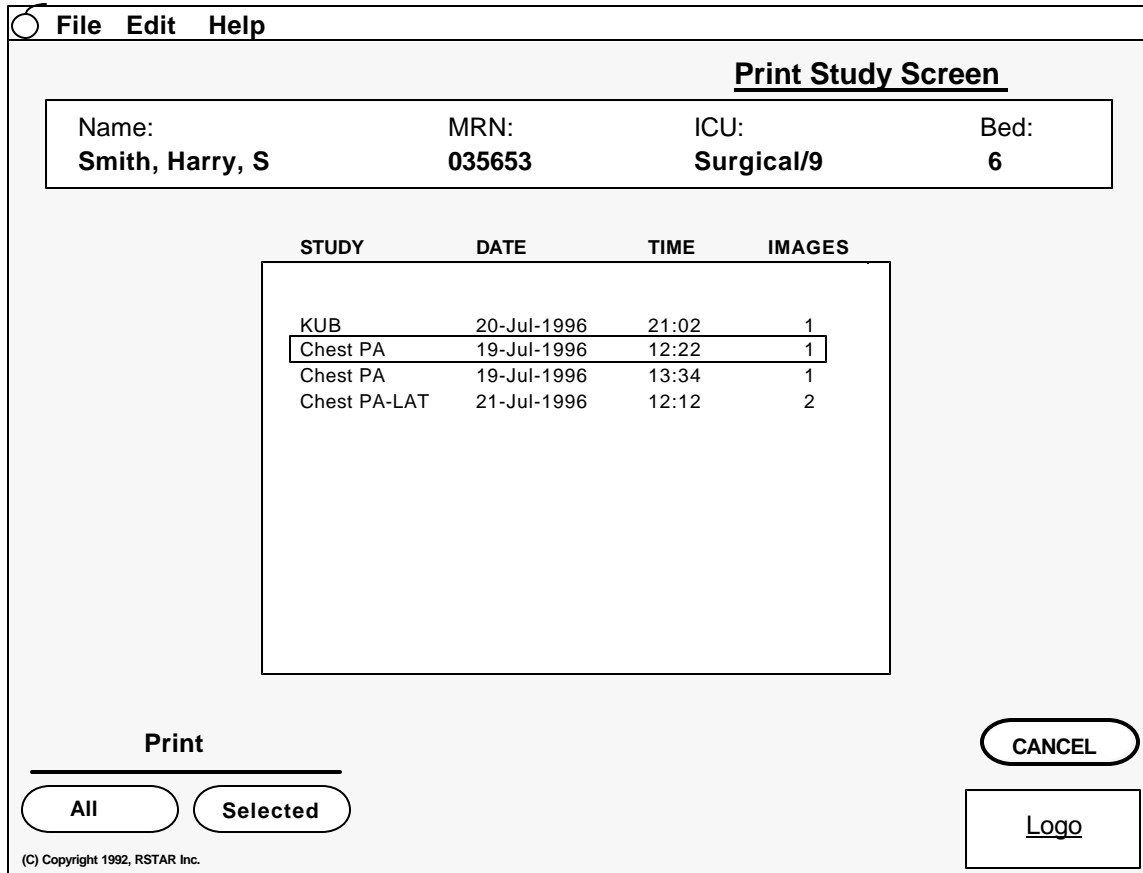 File Edit Help
Print Study Screen
Name: MRN: ICU: Bed:
Smith, Harry, S 035653 Surgical/9 6
STUDY DATE TIME IMAGES
KUB 20-Jul-1996 21:02 1
Chest PA 19-Jul-1996 12:22 1
Chest PA 19-Jul-1996 13:34 1
Chest PA-LAT 21-Jul-1996 12:12 2
Print
CANCEL
All Selected
Logo
(C) Copyright 1992, RSTAR Inc.